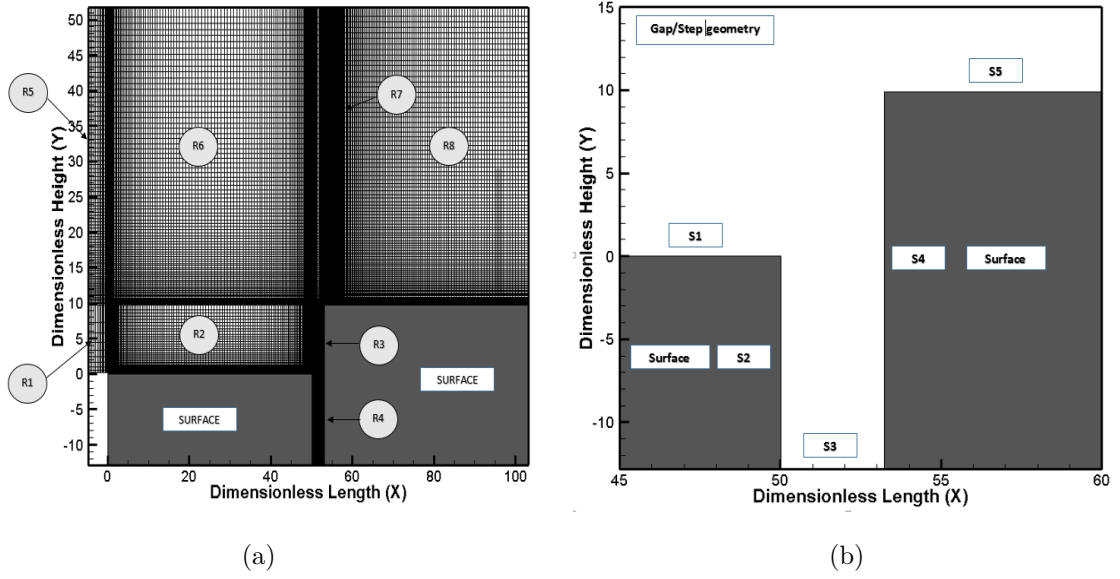 50
45
40
35
30
25
20
15
10
5
0
-5
-10
Dimensionless Height (Y)
R5
R6
R7
R8
R2
R1
R3
R4
SURFACE
SURFACE
0
20
40
60
80
100
Dimensionless Length (X)
(a)
15
10
5
0
-5
-10
Dimensionless Height (Y)
Gap/Step geometry
S5
S1
S4
Surface
Surface
S2
S3
45
50
55
60
Dimensionless Length (X)
(b)